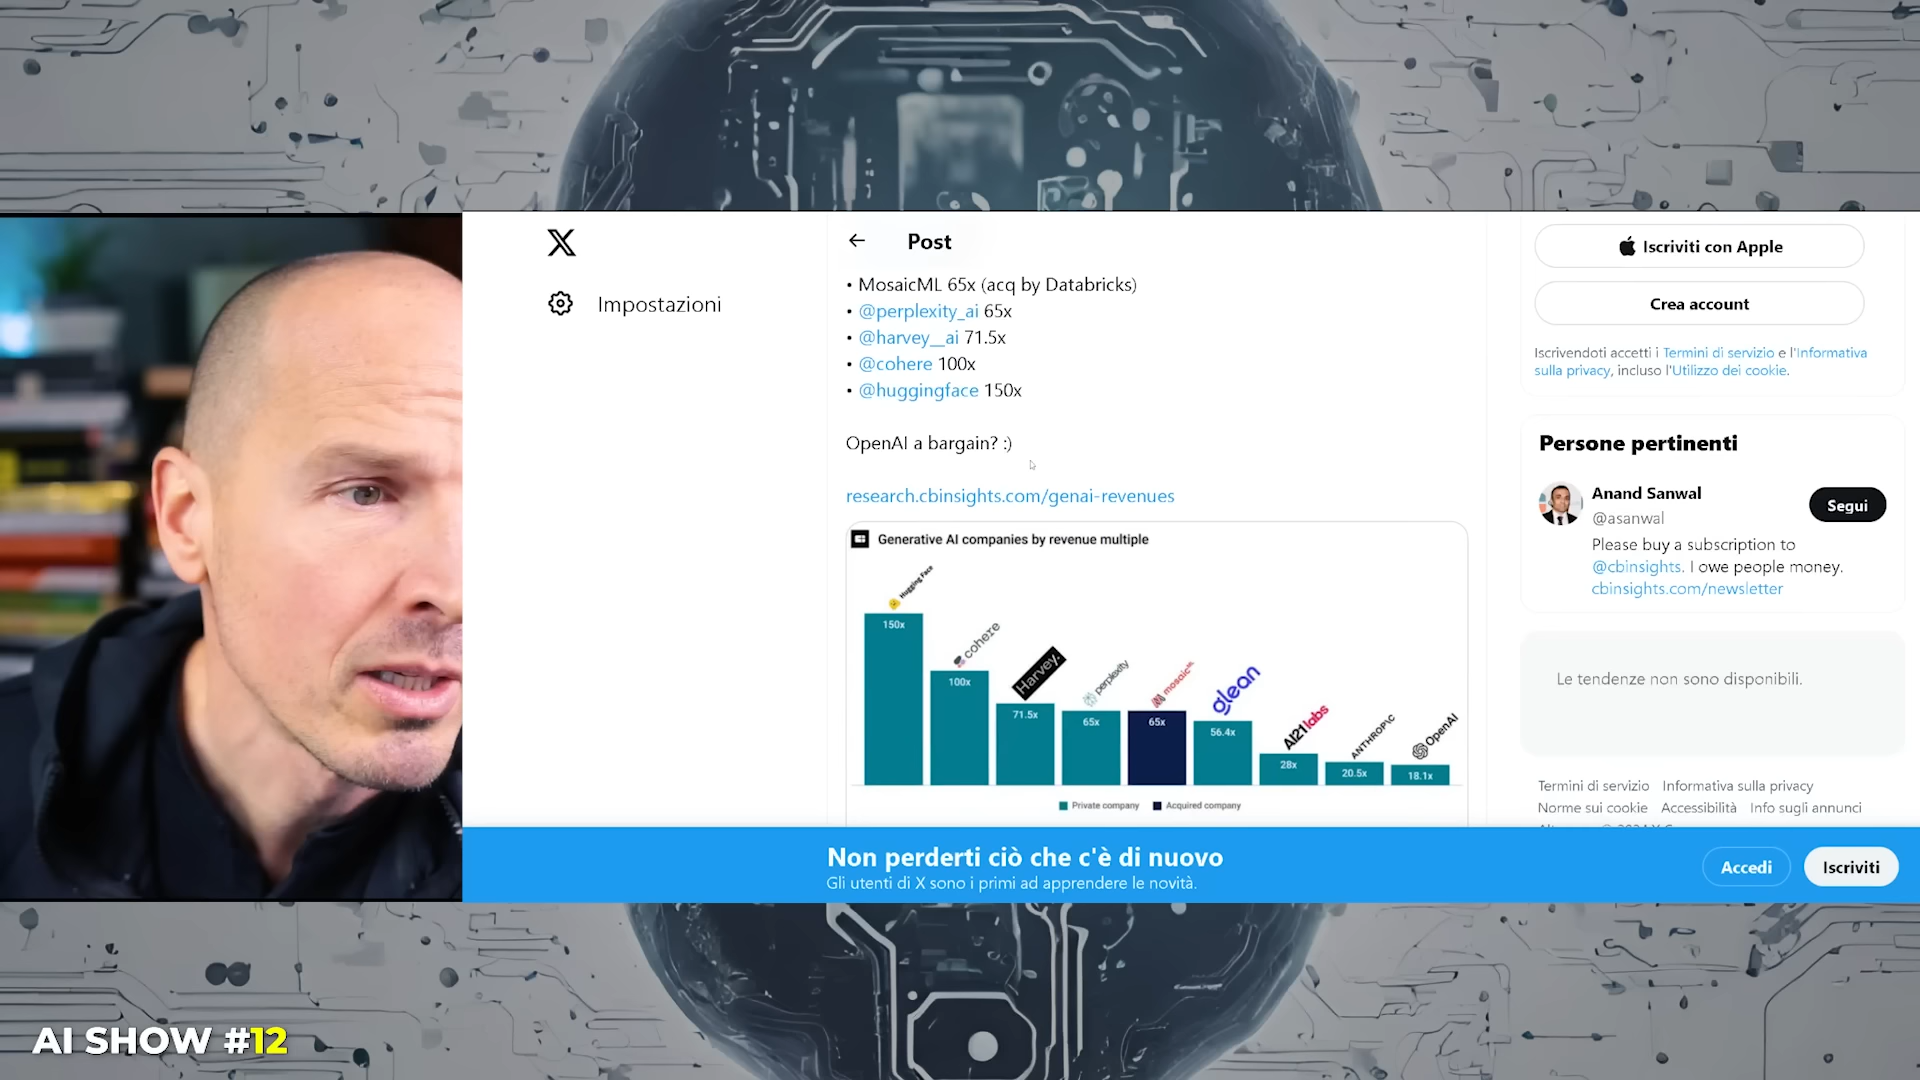 Post
Impostazioni
• MosaicML 65x (acq by Databricks)
• @perplexity_ai 65x
• @harvey__ai 71.5x
• @cohere 100x
• @huggingface 150x
OpenAI a bargain? :)
research.cbinsights.com/genai-revenues
Generative AI companies by revenue multiple
Hugging Face
cohere
Harvey.
perplexity
mosaic
glean
AI21labs
ANTHROP\C
OpenAI
150x
100x
71.5x
65x
65x
56.4x
28x
20.5x
18.1x
Private company
Acquired company
Iscriviti con Apple
Crea account
Iscrivendoti accetti i Termini di servizio e l'Informativa
sulla privacy, incluso l'Utilizzo dei cookie.
Persone pertinenti
Anand Sanwal
@asanwal
Segui
Please buy a subscription to
@cbinsights. I owe people money.
cbinsights.com/newsletter
Le tendenze non sono disponibili.
Termini di servizio Informativa sulla privacy
Norme sui cookie Accessibilità Info sugli annunci
Non perderti ciò che c'è di nuovo
Gli utenti di X sono i primi ad apprendere le novità.
Accedi
Iscriviti
AI SHOW #12